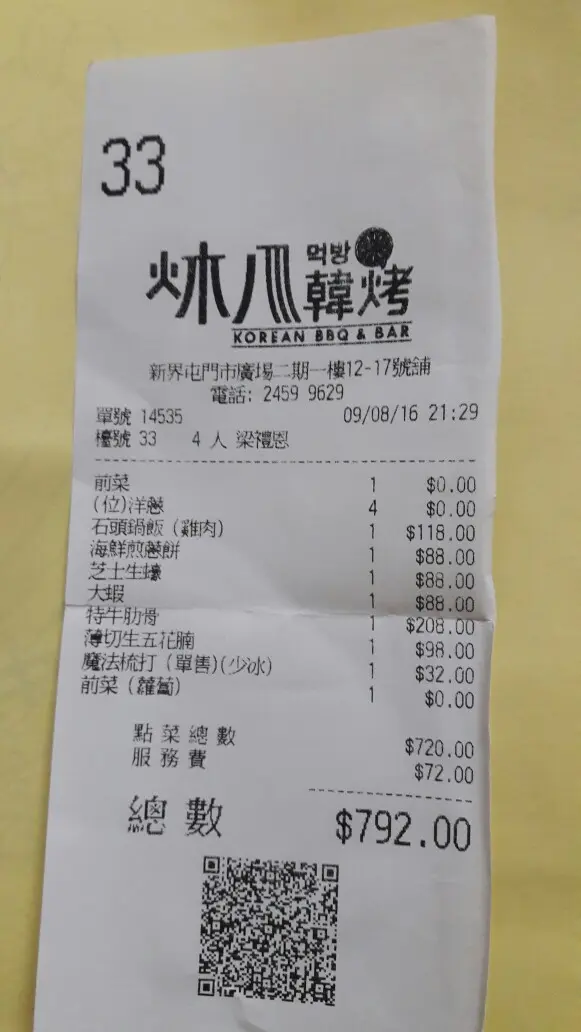 33
먹방
炑八韓烤
KOREAN BBQ & BAR
新界屯門市廣場二期一樓12-17號舖
電話: 2459 9629
單號 14535 09/08/16 21:29
檯號 33 4 人 梁禮恩
前菜 1 $0.00
(位)洋蔥 4 $0.00
石頭鍋飯 (雞肉) 1 $118.00
海鮮煎蔥餅 1 $88.00
芝士生蠔 1 $88.00
大蝦 1 $88.00
特牛肋骨 1 $208.00
薄切生五花腩 1 $98.00
魔法梳打 (單售)(少冰) 1 $32.00
前菜 (蘿蔔) 1 $0.00
點菜總數 $720.00
服務費 $72.00
總數 $792.00